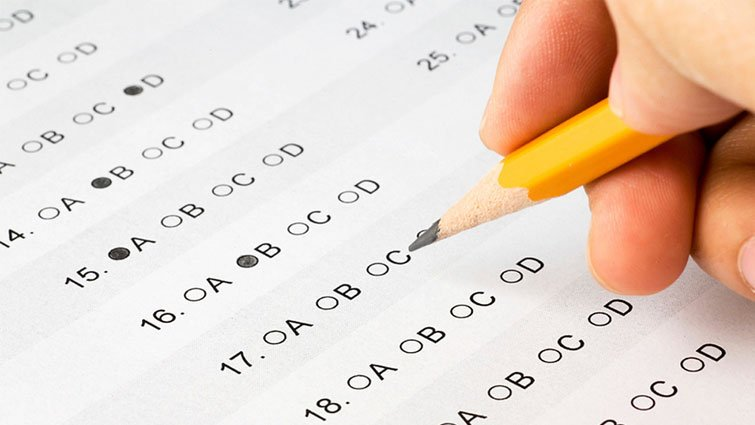 D
C D
B C D
14. A B C D
15. A B C D
16. A B C D
17. A B C
18. A B C D
A B C D
C D
24.
25. A B